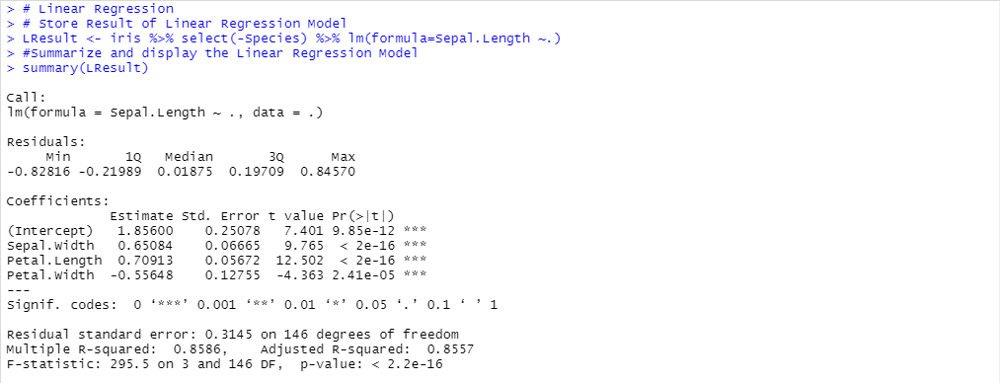 > # Linear Regression
> # Store Result of Linear Regression Model
> LResult <- iris %>% select(-Species) %>% lm(formula=Sepal.Length ~.)
> #Summarize and display the Linear Regression Model
> summary(LResult)

Call:
lm(formula = Sepal.Length ~ ., data = .)

Residuals:
     Min       1Q   Median       3Q      Max
-0.82816 -0.21989  0.01875  0.19709  0.84570

Coefficients:
             Estimate Std. Error t value Pr(>|t|)
(Intercept)   1.85600    0.25078   7.401 9.85e-12 ***
Sepal.Width   0.65084    0.06665   9.765  < 2e-16 ***
Petal.Length  0.70913    0.05672  12.502  < 2e-16 ***
Petal.Width  -0.55648    0.12755  -4.363 2.41e-05 ***
---
Signif. codes:  0 ‘***’ 0.001 ‘**’ 0.01 ‘*’ 0.05 ‘.’ 0.1 ‘ ’ 1

Residual standard error: 0.3145 on 146 degrees of freedom
Multiple R-squared:  0.8586,    Adjusted R-squared:  0.8557
F-statistic: 295.5 on 3 and 146 DF,  p-value: < 2.2e-16